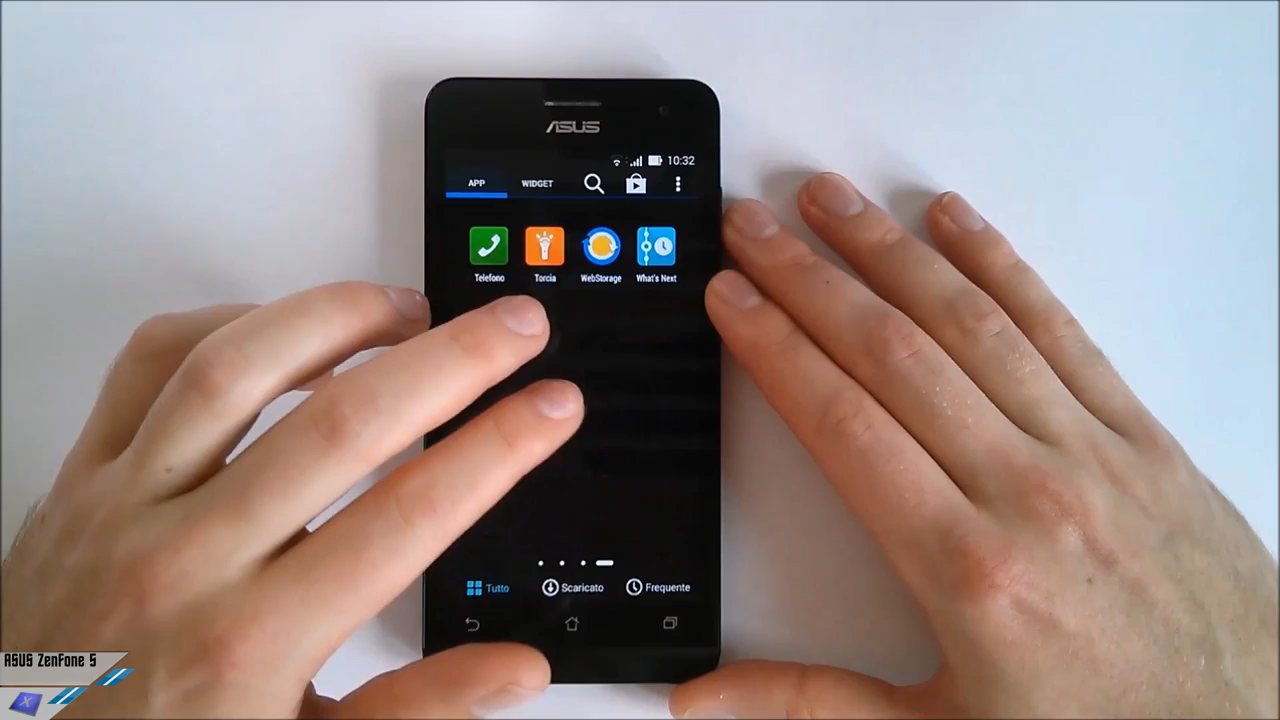 ASUS
10:32
APP WIDGET
Telefono Torcia WebStorage What's Next
Tutto Scaricato Frequente
ASUS ZenFone 5